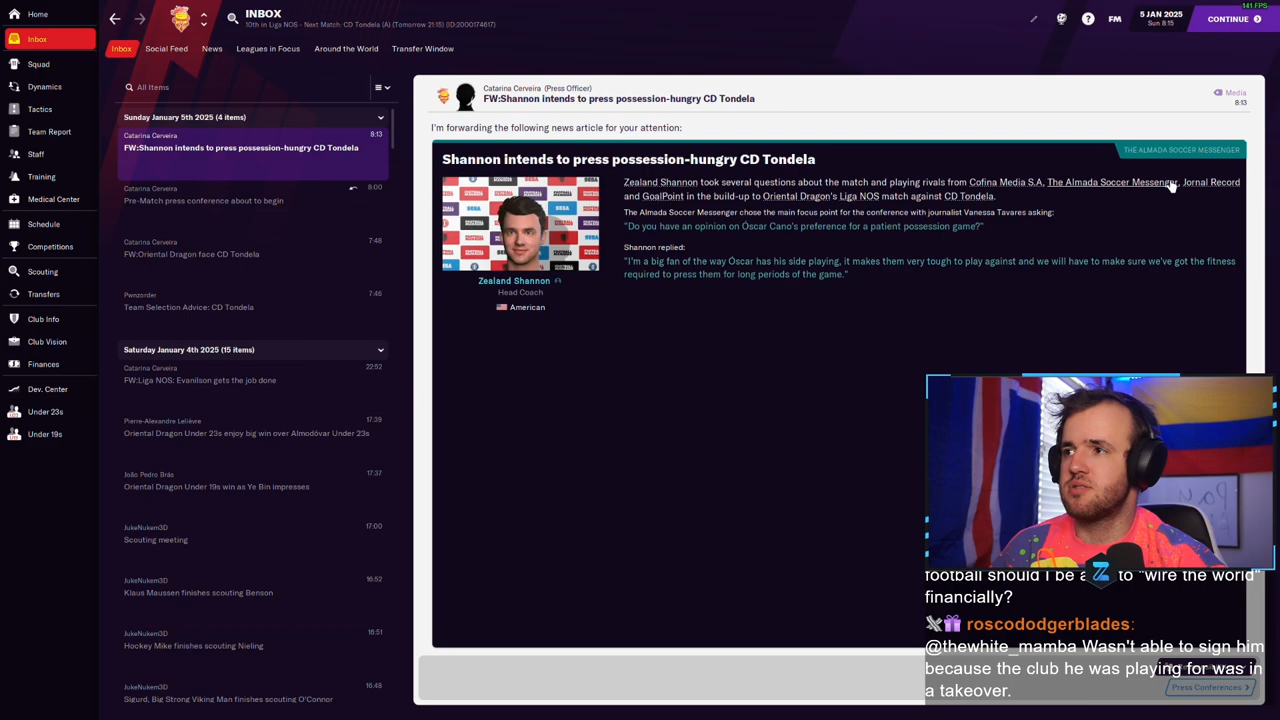 Home
Inbox
Squad
Dynamics
Tactics
Team Report
Staff
Training
Medical Center
Schedule
Competitions
Scouting
Transfers
Club Info
Club Vision
Finances
Dev. Center
Under 23s
Under 19s
INBOX
10th in Liga NOS - Next Match: CD Tondela (A) (Tomorrow 21:15) (ID:2000174617)
141 FPS
FM
5 JAN 2025
Sun 8:15
CONTINUE
Inbox
Social Feed
News
Leagues in Focus
Around the World
Transfer Window
All Items
Sunday January 5th 2025 (4 items)
Catarina Cerveira 8:13
FW:Shannon intends to press possession-hungry CD Tondela
Catarina Cerveira 8:00
Pre-Match press conference about to begin
Catarina Cerveira 7:48
FW:Oriental Dragon face CD Tondela
Pwnzorder 7:46
Team Selection Advice: CD Tondela
Saturday January 4th 2025 (15 items)
Catarina Cerveira 22:52
FW:Liga NOS: Evanilson gets the job done
Pierre-Alexandre Lelièvre 17:39
Oriental Dragon Under 23s enjoy big win over Almodóvar Under 23s
João Pedro Brás 17:37
Oriental Dragon Under 19s win as Ye Bin impresses
JukeNukem3D 17:00
Scouting meeting
JukeNukem3D 16:52
Klaus Maussen finishes scouting Benson
JukeNukem3D 16:51
Hockey Mike finishes scouting Nieling
JukeNukem3D 16:48
Sigurd, Big Strong Viking Man finishes scouting O'Connor
Catarina Cerveira (Press Officer)
FW:Shannon intends to press possession-hungry CD Tondela
Media
8:13
I'm forwarding the following news article for your attention:
THE ALMADA SOCCER MESSENGER
Shannon intends to press possession-hungry CD Tondela
Zealand Shannon
Head Coach
American
Zealand Shannon took several questions about the match and playing rivals from Cofina Media S.A, The Almada Soccer Messenger, Jornal Record
and GoalPoint in the build-up to Oriental Dragon's Liga NOS match against CD Tondela.
The Almada Soccer Messenger chose the main focus point for the conference with journalist Vanessa Tavares asking:
"Do you have an opinion on Óscar Cano's preference for a patient possession game?"
Shannon replied:
"I'm a big fan of the way Óscar has his side playing, it makes them very tough to play against and we will have to make sure we've got the fitness
required to press them for long periods of the game."
football should I be a to "wire the world"
financially?
roscododgerblades:
@thewhite_mamba Wasn't able to sign him
because the club he was playing for was in
a takeover.
Press Conferences